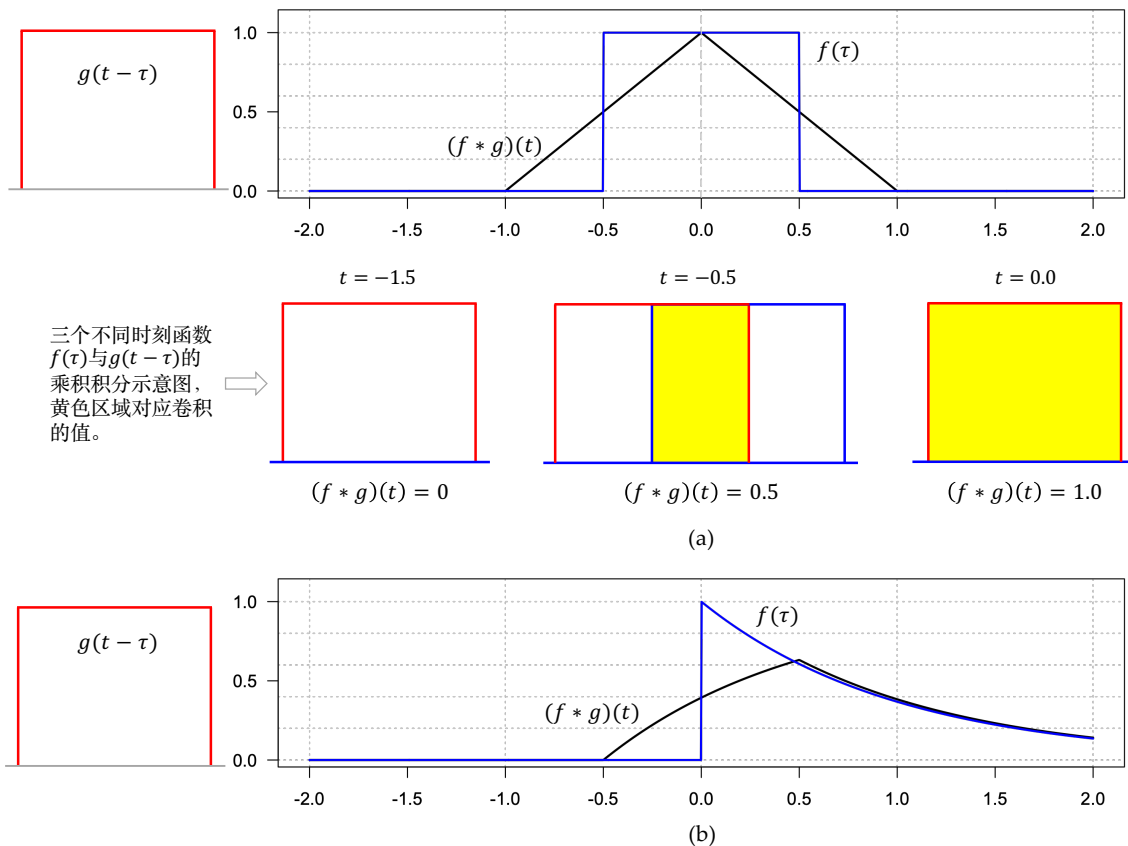 g(t − τ)
1.0
0.5
0.0
f(τ)
(f ∗ g)(t)
-2.0 -1.5 -1.0 -0.5 0.0 0.5 1.0 1.5 2.0
t = −1.5 t = −0.5 t = 0.0
三个不同时刻函数
f(τ)与g(t − τ)的
乘积积分示意图，
黄色区域对应卷积
的值。
(f ∗ g)(t) = 0 (f ∗ g)(t) = 0.5 (f ∗ g)(t) = 1.0
(a)
g(t − τ)
1.0
0.5
0.0
f(τ)
(f ∗ g)(t)
-2.0 -1.5 -1.0 -0.5 0.0 0.5 1.0 1.5 2.0
(b)